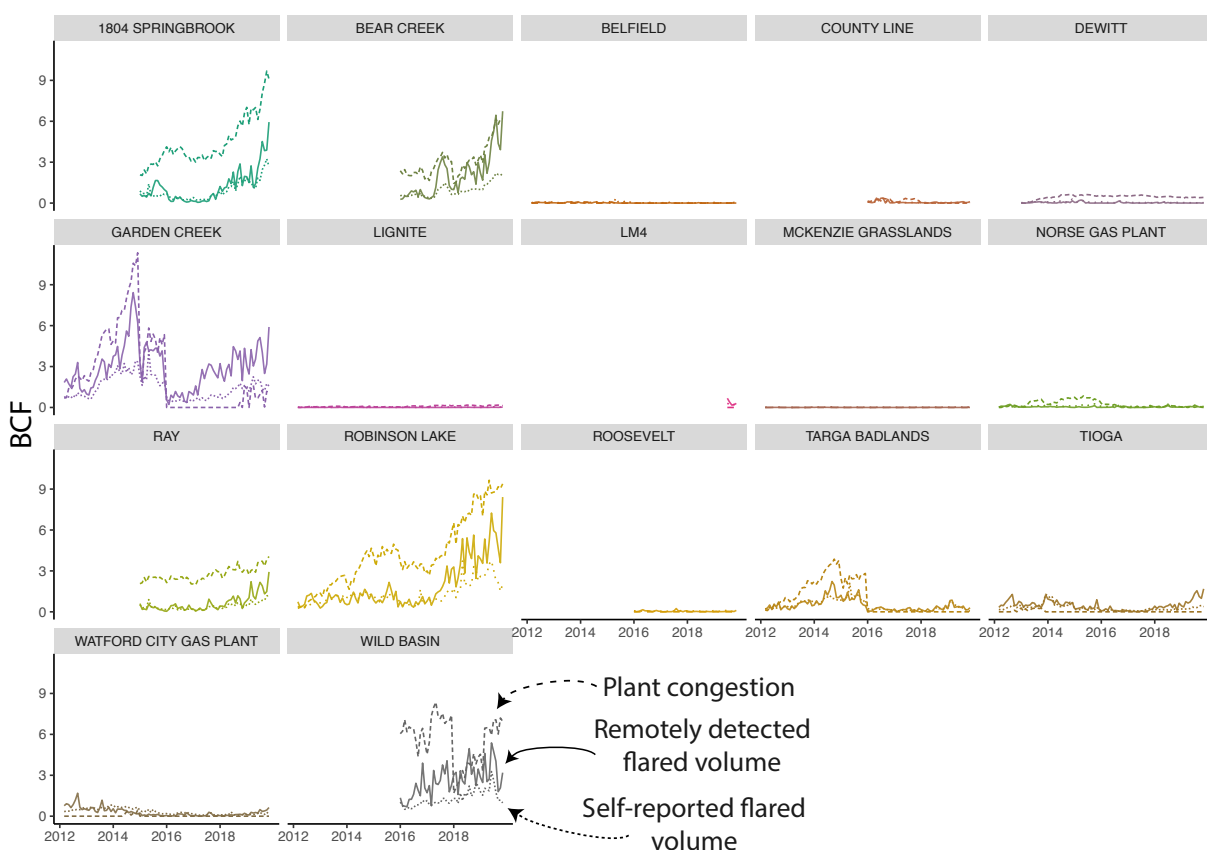 1804 SPRINGBROOK BEAR CREEK BELFIELD COUNTY LINE DEWITT
9
6
3
0
GARDEN CREEK LIGNITE LM4 MCKENZIE GRASSLANDS NORSE GAS PLANT
9
6
3
0
BCF
RAY ROBINSON LAKE ROOSEVELT TARGA BADLANDS TIOGA
9
6
3
0
2012 2014 2016 2018 2012 2014 2016 2018 2012 2014 2016 2018
WATFORD CITY GAS PLANT WILD BASIN
9
6
3
0
2012 2014 2016 2018 2012 2014 2016 2018
Plant congestion
Remotely detected
flared volume
Self-reported flared
volume